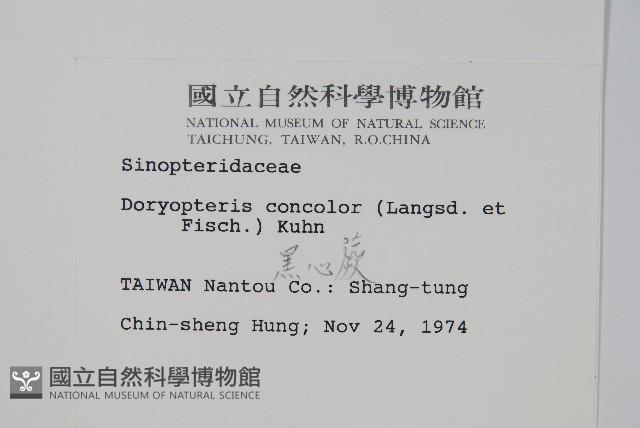 國立自然科學博物館
NATIONAL MUSEUM OF NATURAL SCIENCE
TAICHUNG, TAIWAN, R.O.CHINA
Sinopteridaceae
Doryopteris concolor (Langsd. et
Fisch.) Kuhn
黑心蕨
TAIWAN Nantou Co.: Shang-tung
Chin-sheng Hung; Nov 24, 1974
國立自然科學博物館
NATIONAL MUSEUM OF NATURAL SCIENCE